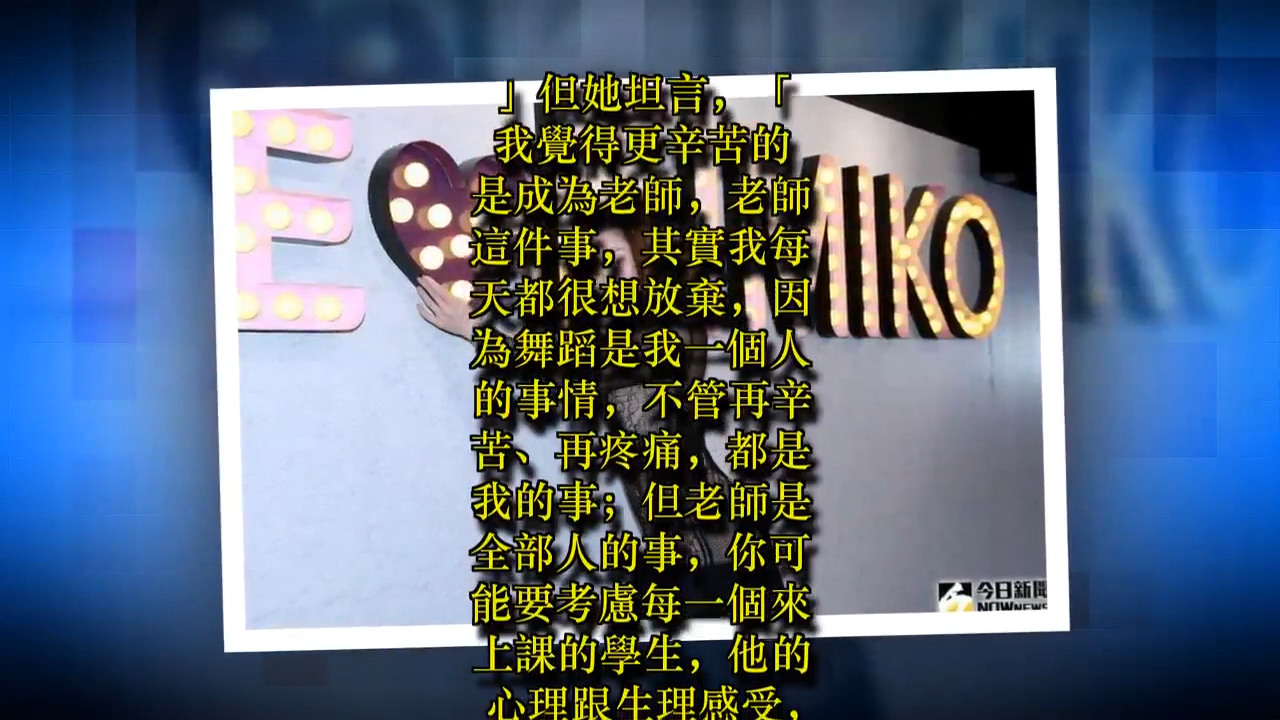 」但她坦言，「
我覺得更辛苦的
是成為老師，老師
這件事，其實我每
天都很想放棄，因
為舞蹈是我一個人
的事情，不管再辛
苦、再疼痛，都是
我的事；但老師是
全部人的事，你可
能要考慮每一個來
上課的學生，他的
心理跟生理感受，
E
MIKO
今日新聞
NOWNEWS